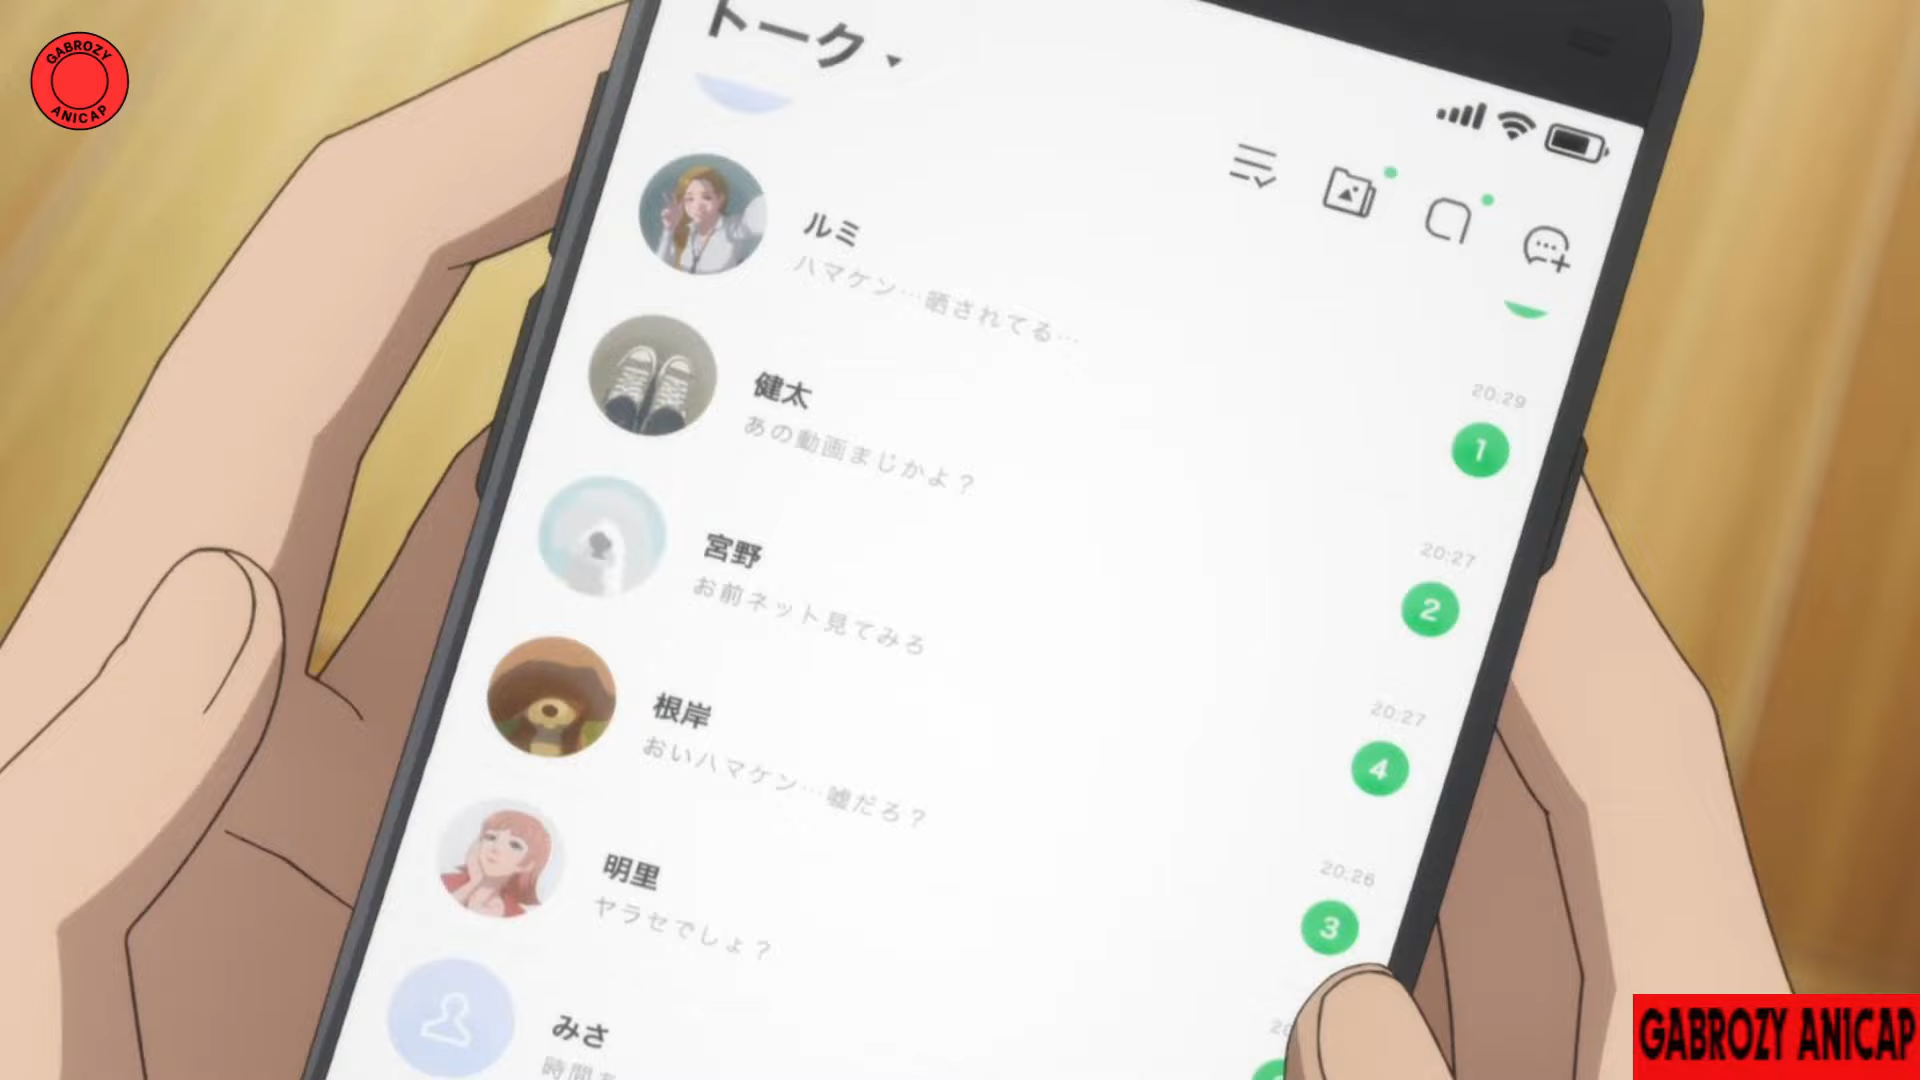 GABROZY
ANICAP
トーク
ルミ
ハマケン…晒されてる…
20:29
1
健太
あの動画まじかよ？
20:27
2
宮野
お前ネット見てみろ
20:27
4
根岸
おいハマケン…嘘だろ？
20:26
3
明里
ヤラセでしょ？
みさ
時間
GABROZY ANICAP